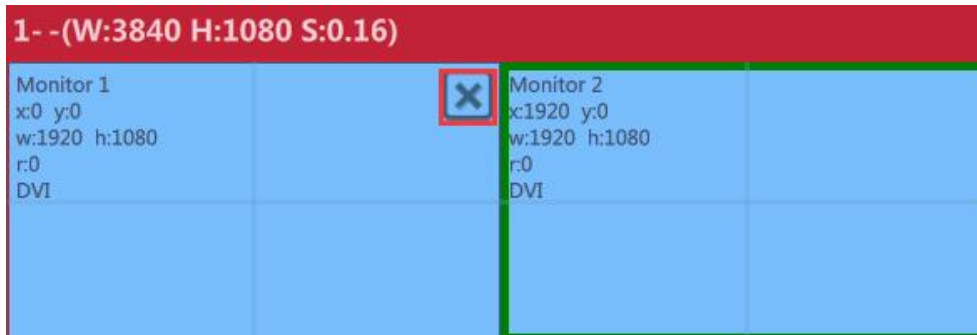 1- -(W:3840 H:1080 S:0.16)
Monitor 1
x:0 y:0
w:1920 h:1080
r:0
DVI
Monitor 2
x:1920 y:0
w:1920 h:1080
r:0
DVI